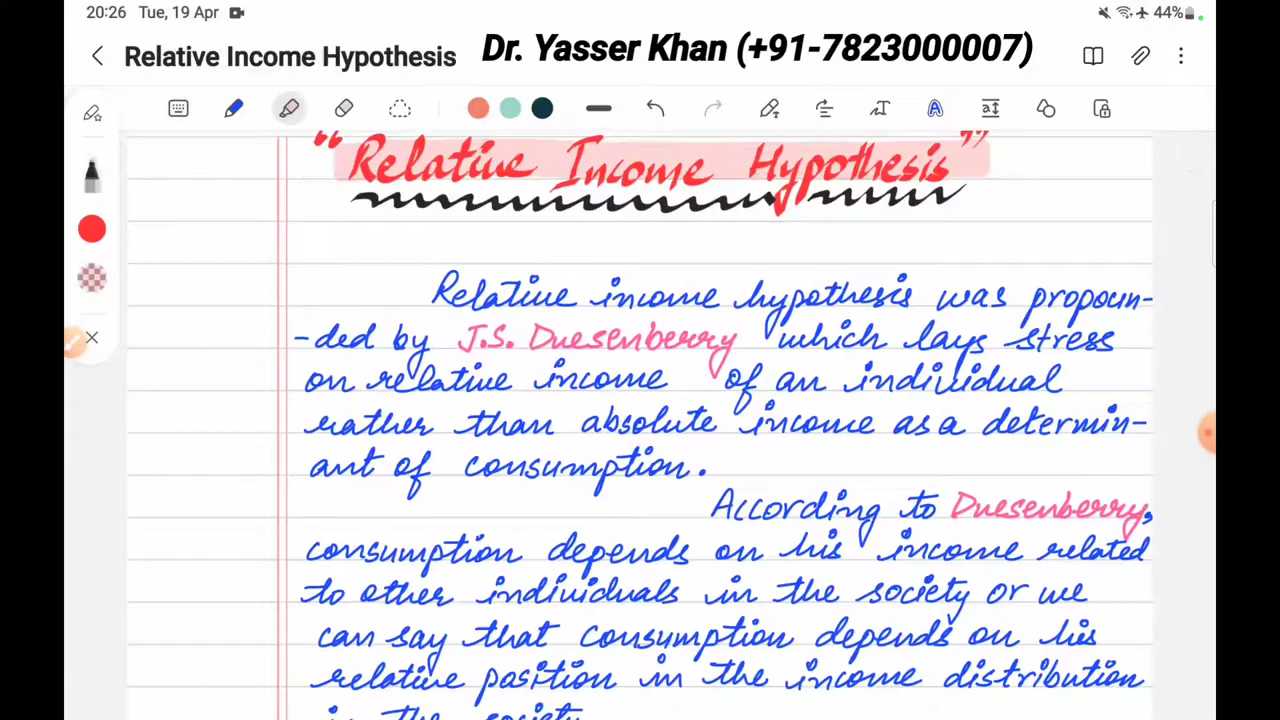 20:26 Tue, 19 Apr 44%
Relative Income Hypothesis Dr. Yasser Khan (+91-7823000007)
"Relative Income Hypothesis"
Relative income hypothesis was propoun-
-ded by J.S. Duesenberry which lays stress
on relative income of an individual
rather than absolute income as a determin-
ant of consumption.
According to Duesenberry,
consumption depends on his income related
to other individuals in the society or we
can say that consumption depends on his
relative position in the income distribution
in the society